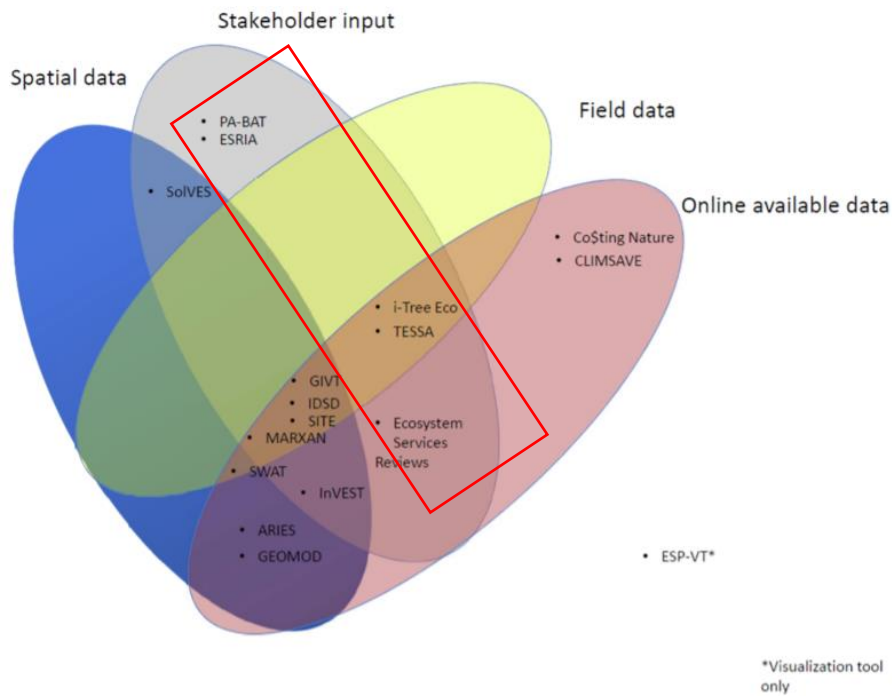 Stakeholder input
Spatial data
Field data
Online available data
• PA-BAT
• ESRIA
• SolVES
• Co$ting Nature
• CLIMSAVE
• i-Tree Eco
• TESSA
• GIVT
• IDSD
• SITE
• MARXAN
• Ecosystem
Services
Reviews
• SWAT
• InVEST
• ARIES
• GEOMOD
• ESP-VT*
*Visualization tool
only